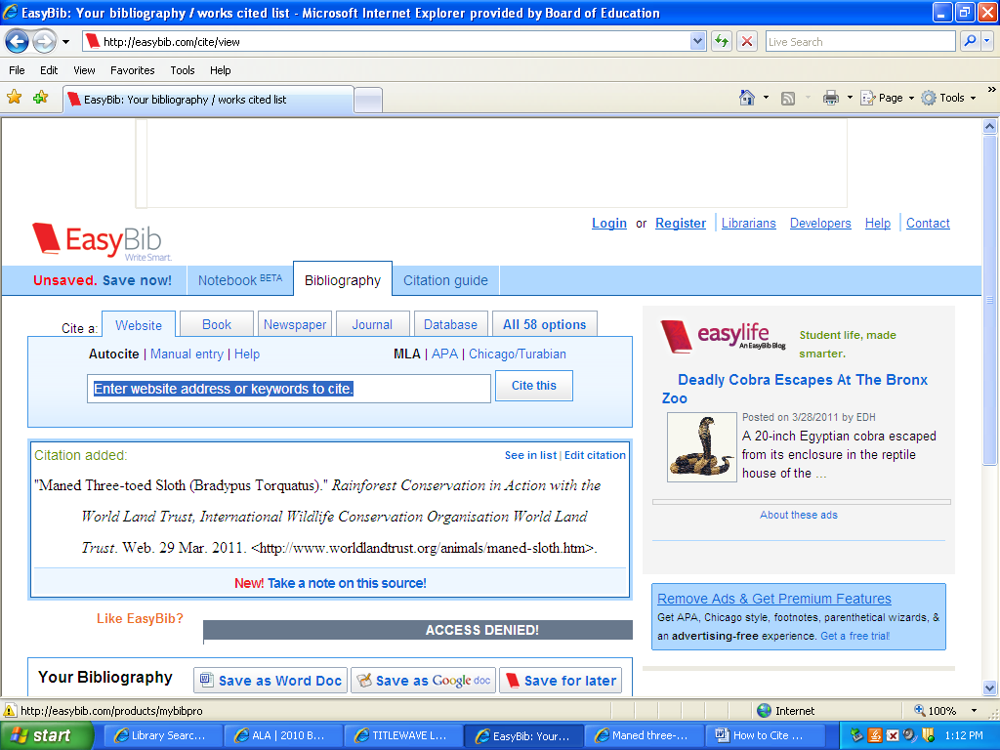 EasyBib: Your bibliography / works cited list - Microsoft Internet Explorer provided by Board of Education
http://easybib.com/cite/view
Live Search
File Edit View Favorites Tools Help
EasyBib: Your bibliography / works cited list
Page Tools »
Login or Register Librarians Developers Help Contact
EasyBib
Write Smart.
Unsaved. Save now! Notebook BETA Bibliography Citation guide
Cite a: Website Book Newspaper Journal Database All 58 options
Autocite | Manual entry | Help MLA | APA | Chicago/Turabian
Enter website address or keywords to cite. Cite this
easylife
An EasyBib Blog
Student life, made
smarter.
Deadly Cobra Escapes At The Bronx
Zoo
Posted on 3/28/2011 by EDH
A 20-inch Egyptian cobra escaped
from its enclosure in the reptile
house of the ...
About these ads
Citation added: See in list | Edit citation
"Maned Three-toed Sloth (Bradypus Torquatus)." Rainforest Conservation in Action with the
World Land Trust, International Wildlife Conservation Organisation World Land
Trust. Web. 29 Mar. 2011. <http://www.worldlandtrust.org/animals/maned-sloth.htm>.
New! Take a note on this source!
Like EasyBib?
ACCESS DENIED!
Remove Ads & Get Premium Features
Get APA, Chicago style, footnotes, parenthetical wizards, &
an advertising-free experience. Get a free trial!
Your Bibliography Save as Word Doc Save as Google doc Save for later
http://easybib.com/products/mybibpro Internet 100%
start Library Searc... ALA | 2010 B... TITLEWAVE L... EasyBib: Your... Maned three-... How to Cite ... 1:12 PM